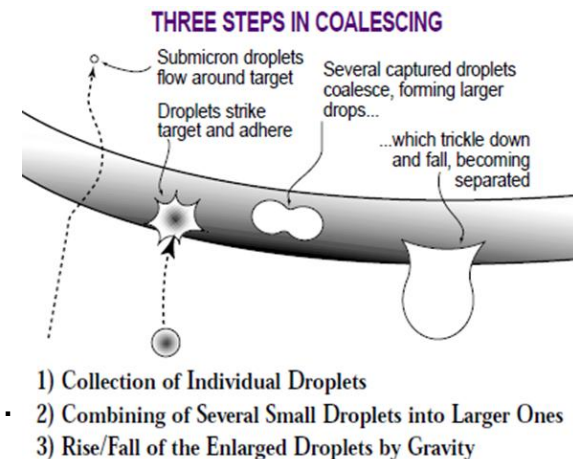 THREE STEPS IN COALESCING
Submicron droplets
flow around target
Droplets strike
target and adhere
Several captured droplets
coalesce, forming larger
drops...
...which trickle down
and fall, becoming
separated
1) Collection of Individual Droplets
2) Combining of Several Small Droplets into Larger Ones
3) Rise/Fall of the Enlarged Droplets by Gravity